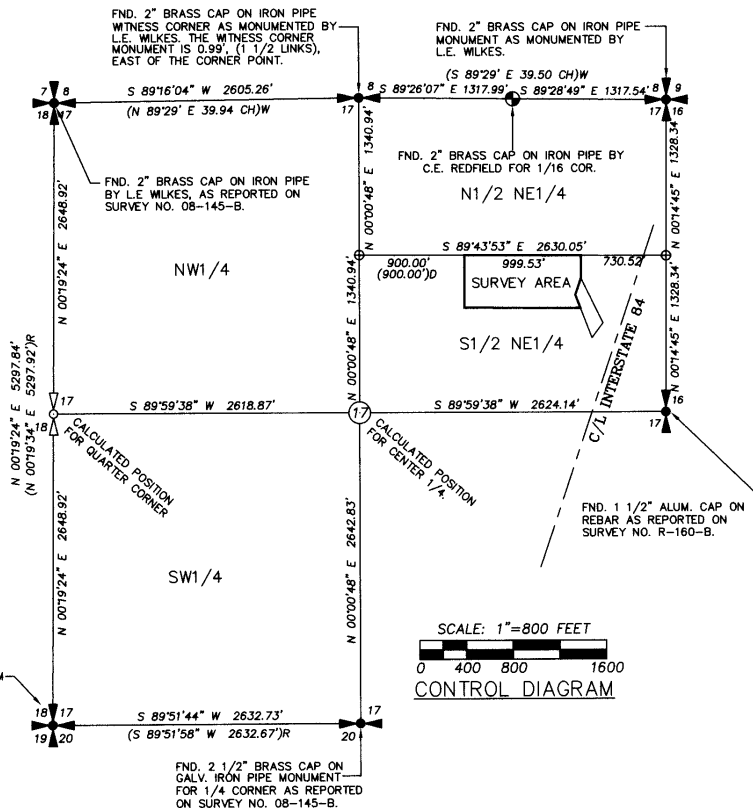 FND. 2" BRASS CAP ON IRON PIPE
WITNESS CORNER AS MONUMENTED BY
L.E. WILKES. THE WITNESS CORNER
MONUMENT IS 0.99', (1 1/2 LINKS),
EAST OF THE CORNER POINT.
FND. 2" BRASS CAP ON IRON PIPE
MONUMENT AS MONUMENTED BY
L.E. WILKES.
(S 89°29' E 39.50 CH)W
7 8
S 89°16'04" W 2605.26'
8
S 89°26'07" E 1317.99'
S 89°28'49" E 1317.54'
8 9
18 17
(N 89°29' E 39.94 CH)W
17
17 16
FND. 2" BRASS CAP ON IRON PIPE
BY L.E WILKES, AS REPORTED ON
SURVEY NO. 08-145-B.
FND. 2" BRASS CAP ON IRON PIPE BY
C.E. REDFIELD FOR 1/16 COR.
N 00°19'24" E 2648.92'
N 00°00'48" E 1340.94'
N 00°14'45" E 1328.34'
N1/2 NE1/4
NW1/4
S 89°43'53" E 2630.05'
900.00'
(900.00')D
999.53'
730.52'
SURVEY AREA
S1/2 NE1/4
N 00°00'48" E 1340.94'
N 00°14'45" E 1328.34'
C/L INTERSTATE 84
N 00°19'24" E 5297.84'
(N 00°19'34" E 5297.92')R
17
18
S 89°59'38" W 2618.87'
17
S 89°59'38" W 2624.14'
16
17
CALCULATED POSITION
FOR QUARTER CORNER
CALCULATED POSITION
FOR CENTER 1/4.
FND. 1 1/2" ALUM. CAP ON
REBAR AS REPORTED ON
SURVEY NO. R-160-B.
N 00°19'24" E 2648.92'
N 00°00'48" E 2642.83'
SW1/4
SCALE: 1"=800 FEET
0 400 800 1600
CONTROL DIAGRAM
18 17
S 89°51'44" W 2632.73'
17
19 20
(S 89°51'58" W 2632.67')R
20
FND. 2 1/2" BRASS CAP ON
GALV. IRON PIPE MONUMENT
FOR 1/4 CORNER AS REPORTED
ON SURVEY NO. 08-145-B.